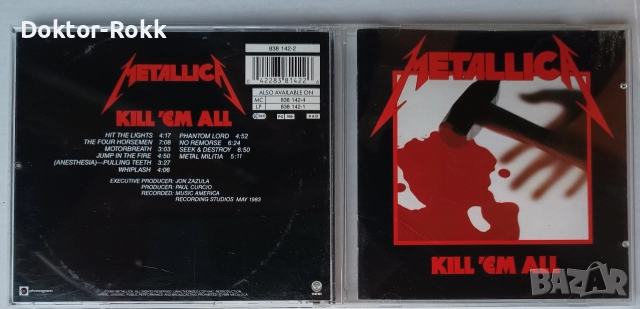 Doktor-Rokk
838 142-2
0 42283 81422
ALSO AVAILABLE ON
MC 838 142-4
LP 838 142-1
METALLICA
KILL 'EM ALL
HIT THE LIGHTS 4:17
THE FOUR HORSEMEN 7:08
MOTORBREATH 3:03
JUMP IN THE FIRE 4:50
(ANESTHESIA)—PULLING TEETH 3:27
WHIPLASH 4:06
PHANTOM LORD 4:52
NO REMORSE 6:24
SEEK & DESTROY 6:50
METAL MILITIA 5:11
EXECUTIVE PRODUCER: JON ZAZULA
PRODUCER: PAUL CURCIO
RECORDED: MUSIC AMERICA
RECORDING STUDIOS MAY 1983
phonogram
METALLICA
KILL 'EM ALL
BAZAR